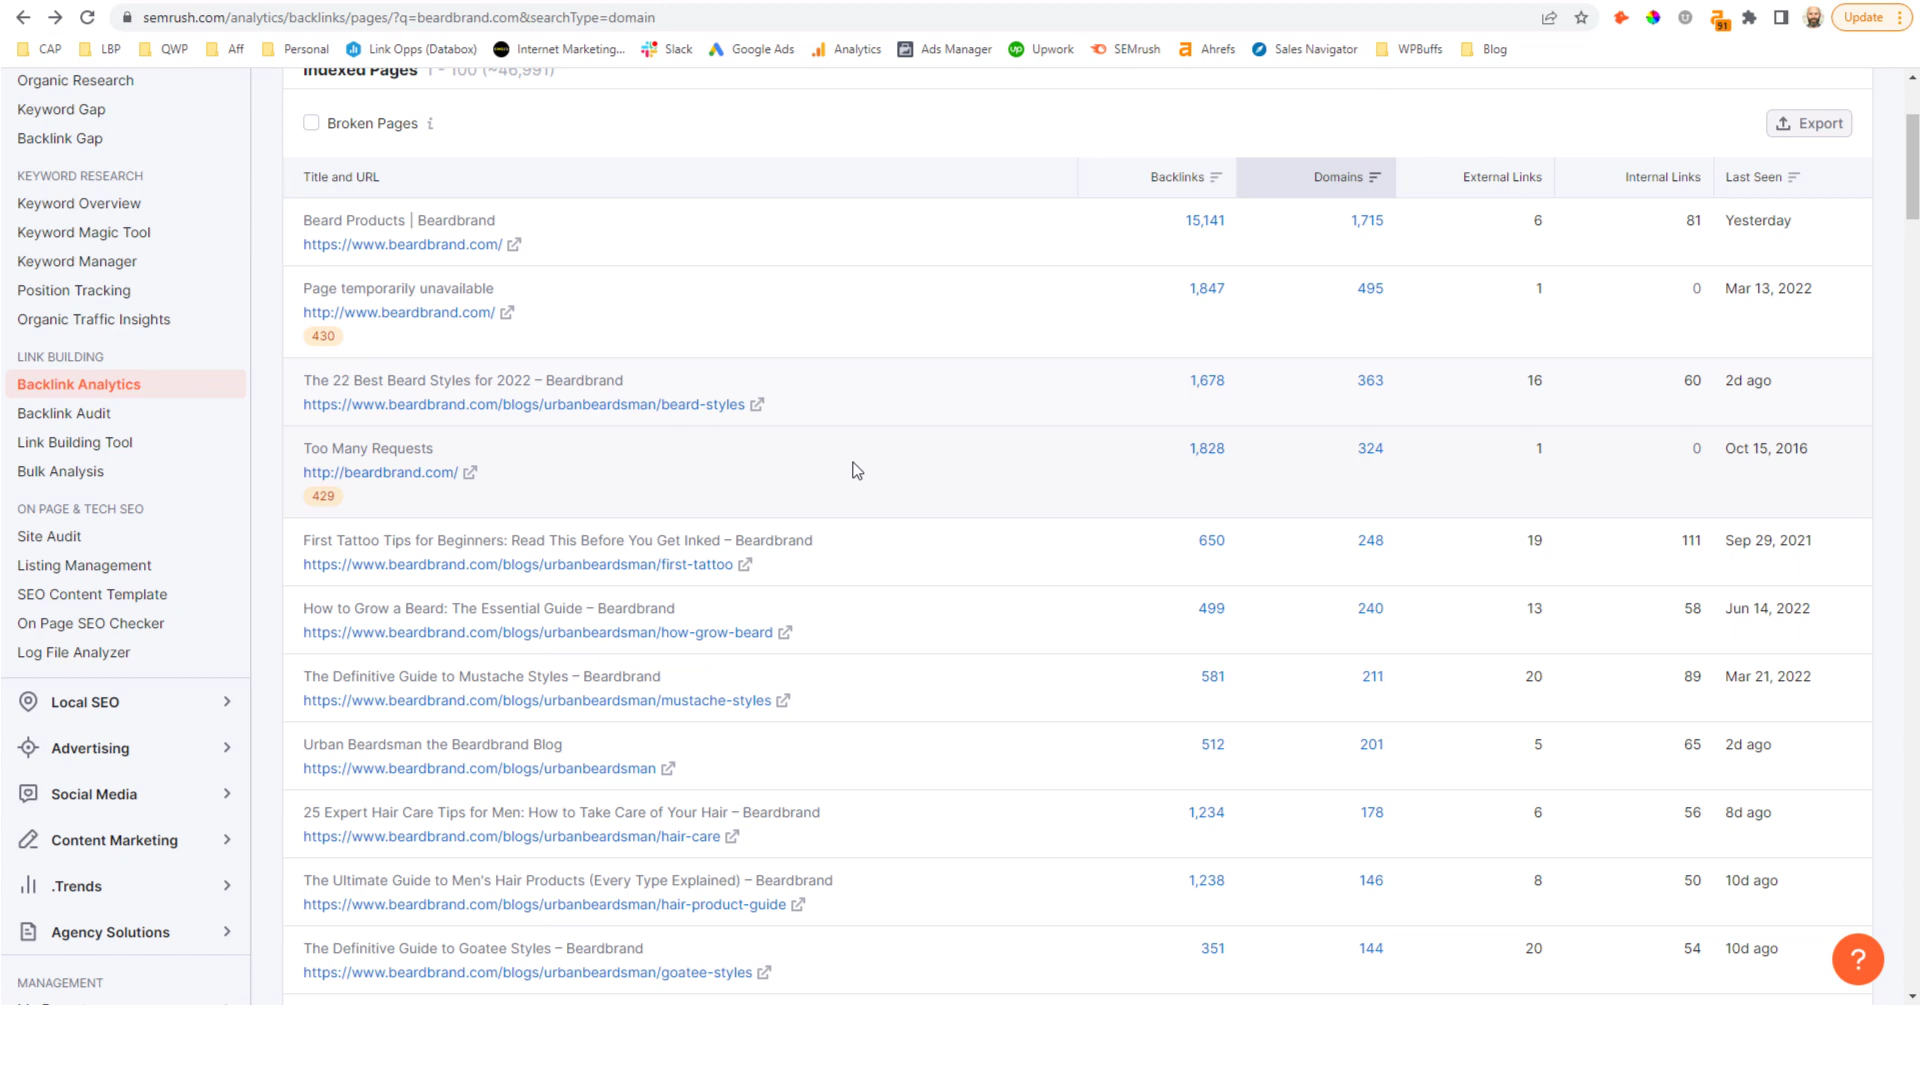 semrush.com/analytics/backlinks/pages/?q=beardbrand.com&searchType=domain
91
Update
CAP
LBP
QWP
Aff
Personal
Link Opps (Databox)
Internet Marketing...
Slack
Google Ads
Analytics
Ads Manager
Upwork
SEMrush
Ahrefs
Sales Navigator
WPBuffs
Blog
Organic Research
Keyword Gap
Backlink Gap
KEYWORD RESEARCH
Keyword Overview
Keyword Magic Tool
Keyword Manager
Position Tracking
Organic Traffic Insights
LINK BUILDING
Backlink Analytics
Backlink Audit
Link Building Tool
Bulk Analysis
ON PAGE & TECH SEO
Site Audit
Listing Management
SEO Content Template
On Page SEO Checker
Log File Analyzer
Local SEO
Advertising
Social Media
Content Marketing
.Trends
Agency Solutions
MANAGEMENT
Indexed Pages 1 - 100 (~46,991)
Broken Pages i
Export
Title and URL Backlinks Domains External Links Internal Links Last Seen
Beard Products | Beardbrand 15,141 1,715 6 81 Yesterday
https://www.beardbrand.com/
Page temporarily unavailable 1,847 495 1 0 Mar 13, 2022
http://www.beardbrand.com/
430
The 22 Best Beard Styles for 2022 – Beardbrand 1,678 363 16 60 2d ago
https://www.beardbrand.com/blogs/urbanbeardsman/beard-styles
Too Many Requests 1,828 324 1 0 Oct 15, 2016
http://beardbrand.com/
429
First Tattoo Tips for Beginners: Read This Before You Get Inked – Beardbrand 650 248 19 111 Sep 29, 2021
https://www.beardbrand.com/blogs/urbanbeardsman/first-tattoo
How to Grow a Beard: The Essential Guide – Beardbrand 499 240 13 58 Jun 14, 2022
https://www.beardbrand.com/blogs/urbanbeardsman/how-grow-beard
The Definitive Guide to Mustache Styles – Beardbrand 581 211 20 89 Mar 21, 2022
https://www.beardbrand.com/blogs/urbanbeardsman/mustache-styles
Urban Beardsman the Beardbrand Blog 512 201 5 65 2d ago
https://www.beardbrand.com/blogs/urbanbeardsman
25 Expert Hair Care Tips for Men: How to Take Care of Your Hair – Beardbrand 1,234 178 6 56 8d ago
https://www.beardbrand.com/blogs/urbanbeardsman/hair-care
The Ultimate Guide to Men's Hair Products (Every Type Explained) – Beardbrand 1,238 146 8 50 10d ago
https://www.beardbrand.com/blogs/urbanbeardsman/hair-product-guide
The Definitive Guide to Goatee Styles – Beardbrand 351 144 20 54 10d ago
https://www.beardbrand.com/blogs/urbanbeardsman/goatee-styles
?